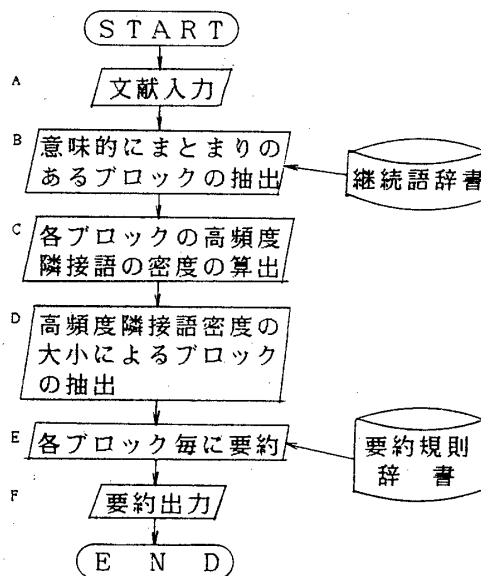 START
A
文献入力
B
意味的にまとまりの
あるブロックの抽出
継続語辞書
C
各ブロックの高頻度
隣接語の密度の算出
D
高頻度隣接語密度の
大小によるブロック
の抽出
E
各ブロック毎に要約
要約規則
辞 書
F
要約出力
E N D